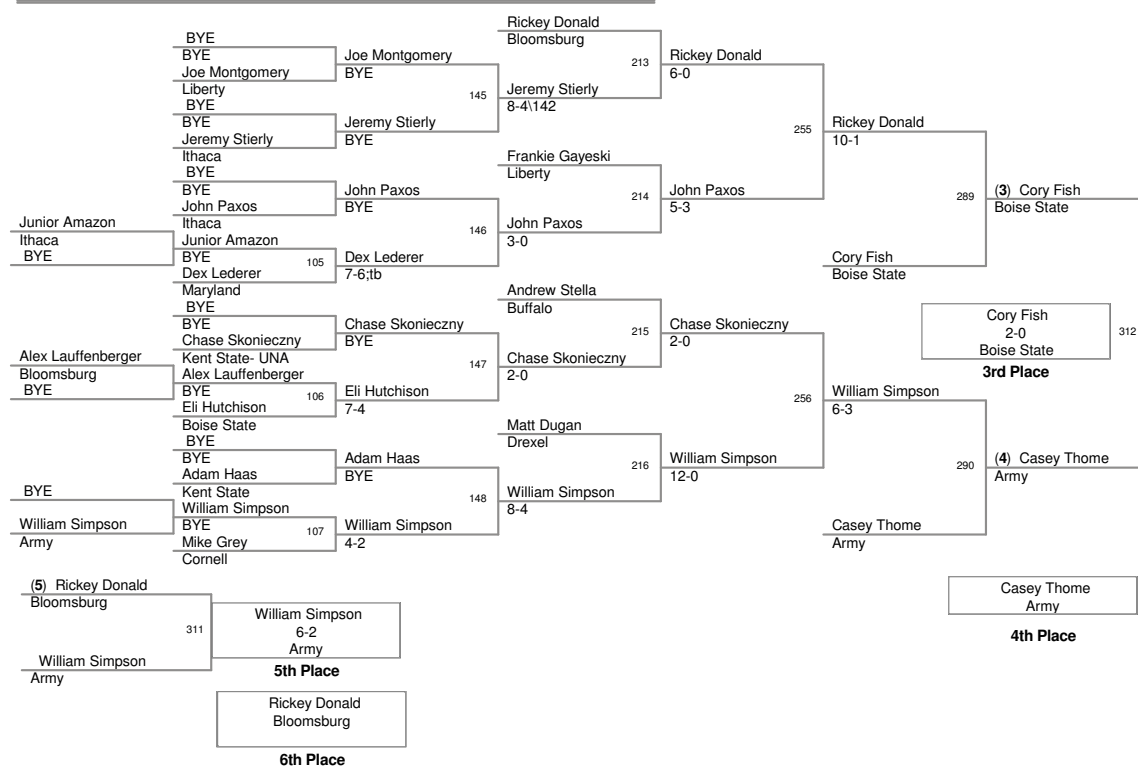 BYE
BYE
Joe Montgomery
Liberty
BYE
BYE
Jeremy Stierly
Ithaca
BYE
BYE
John Paxos
Ithaca
Junior Amazon
Ithaca
BYE
Junior Amazon
BYE
105
Dex Lederer
Maryland
BYE
BYE
Chase Skonieczny
Kent State- UNA
Alex Lauffenberger
Bloomsburg
BYE
Alex Lauffenberger
BYE
106
Eli Hutchison
Boise State
BYE
BYE
Adam Haas
Kent State
BYE
William Simpson
Army
William Simpson
BYE
107
Mike Grey
Cornell
Joe Montgomery
BYE
145
Jeremy Stierly
BYE
John Paxos
BYE
146
Dex Lederer
7-6;tb
Chase Skonieczny
BYE
147
Eli Hutchison
7-4
Adam Haas
BYE
148
William Simpson
4-2
Rickey Donald
Bloomsburg
213
Jeremy Stierly
8-4\142
Frankie Gayeski
Liberty
214
John Paxos
3-0
Andrew Stella
Buffalo
215
Chase Skonieczny
2-0
Matt Dugan
Drexel
216
William Simpson
8-4
Rickey Donald
6-0
255
John Paxos
5-3
Chase Skonieczny
2-0
256
William Simpson
12-0
Rickey Donald
10-1
289
Cory Fish
Boise State
William Simpson
6-3
290
Casey Thome
Army
(3) Cory Fish
Boise State
Cory Fish
2-0
Boise State
312
3rd Place
(4) Casey Thome
Army
Casey Thome
Army
4th Place
(5) Rickey Donald
Bloomsburg
311
William Simpson
Army
William Simpson
6-2
Army
5th Place
Rickey Donald
Bloomsburg
6th Place